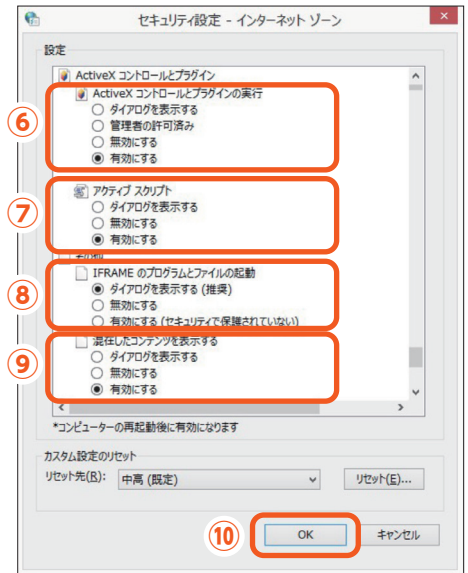 セキュリティ設定 - インターネット ゾーン
×
設定
ActiveX コントロールとプラグイン
⑥
ActiveX コントロールとプラグインの実行
ダイアログを表示する
管理者の許可済み
無効にする
有効にする
⑦
アクティブ スクリプト
ダイアログを表示する
無効にする
有効にする
その他
⑧
IFRAME のプログラムとファイルの起動
ダイアログを表示する (推奨)
無効にする
有効にする (セキュリティで保護されていない)
⑨
混在したコンテンツを表示する
ダイアログを表示する
無効にする
有効にする
*コンピューターの再起動後に有効になります
カスタム設定のリセット
リセット先(R): 中高 (既定) リセット(E)...
⑩ OK キャンセル